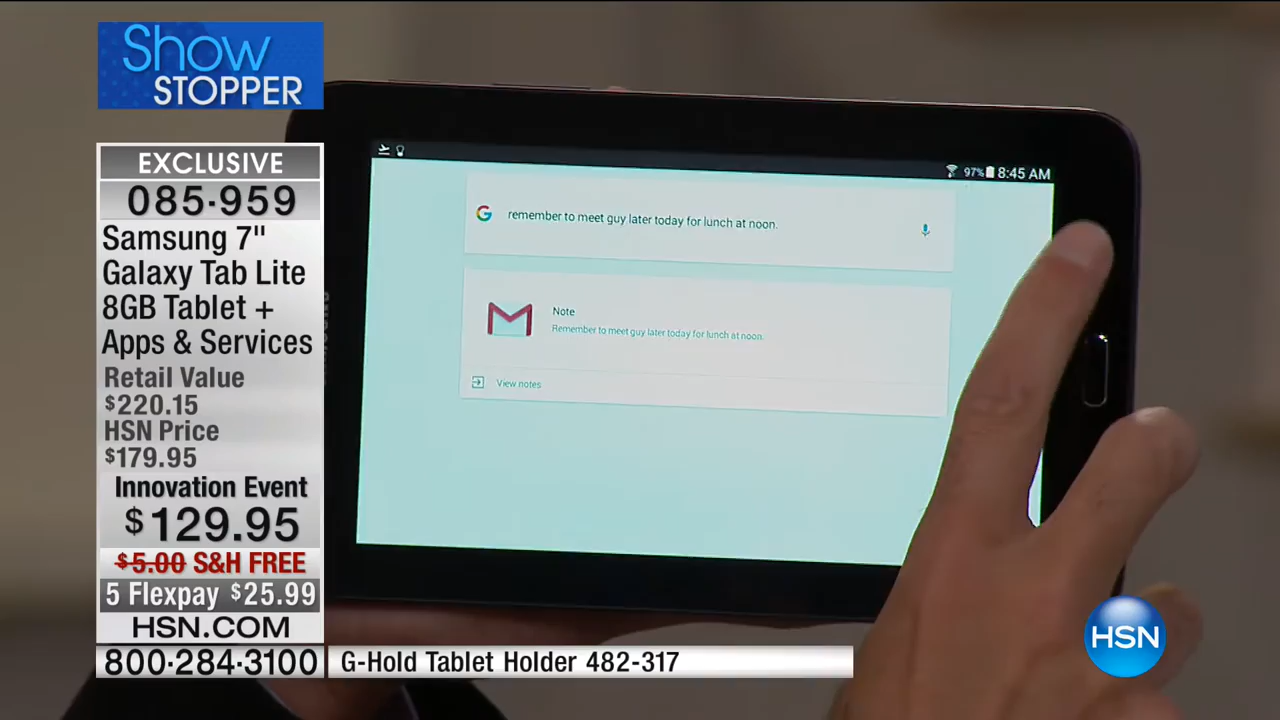 Show
STOPPER
EXCLUSIVE
085·959
Samsung 7"
Galaxy Tab Lite
8GB Tablet +
Apps & Services
Retail Value
$220.15
HSN Price
$179.95
Innovation Event
$129.95
$5.00 S&H FREE
5 Flexpay $25.99
HSN.COM
800·284·3100
G-Hold Tablet Holder 482-317
97% 8:45 AM
G remember to meet guy later today for lunch at noon.
Note
Remember to meet guy later today for lunch at noon.
View notes
HSN